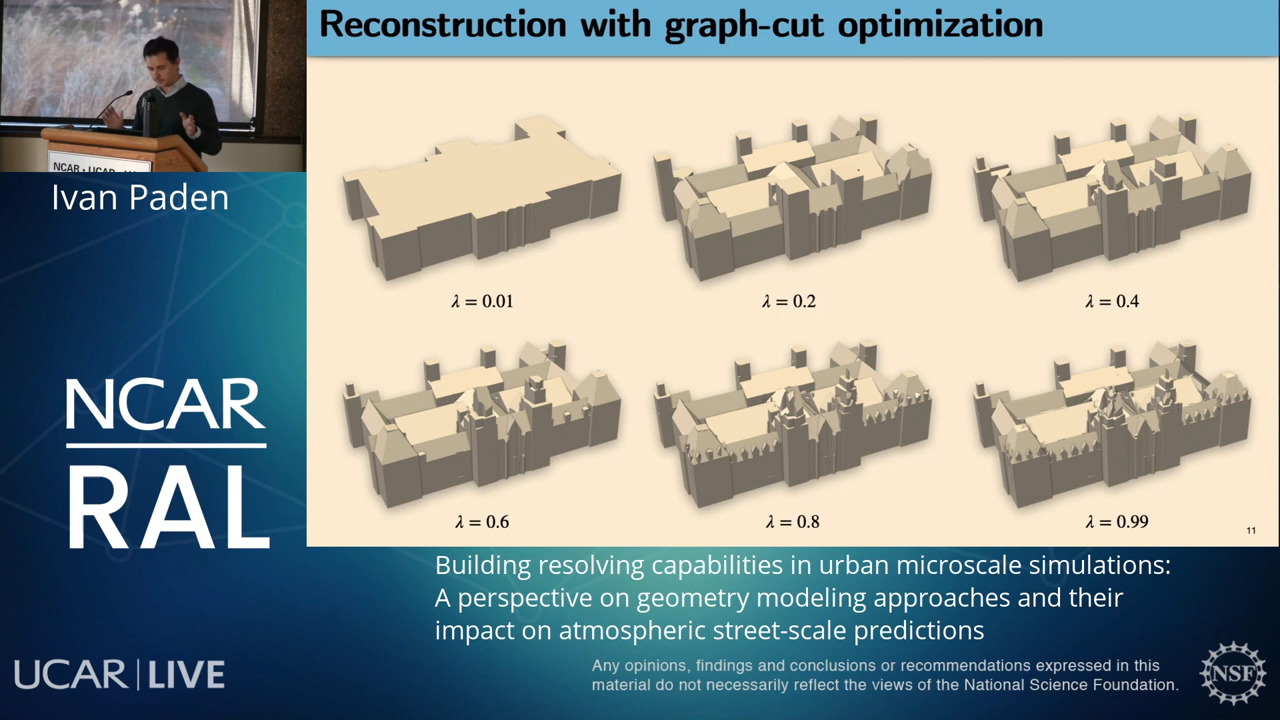 Reconstruction with graph-cut optimization
NCAR • UCAR •
Ivan Paden
λ = 0.01
λ = 0.2
λ = 0.4
λ = 0.6
λ = 0.8
λ = 0.99
11
NCAR
RAL
Building resolving capabilities in urban microscale simulations:
A perspective on geometry modeling approaches and their
impact on atmospheric street-scale predictions
UCAR | LIVE
Any opinions, findings and conclusions or recommendations expressed in this
material do not necessarily reflect the views of the National Science Foundation.
NSF